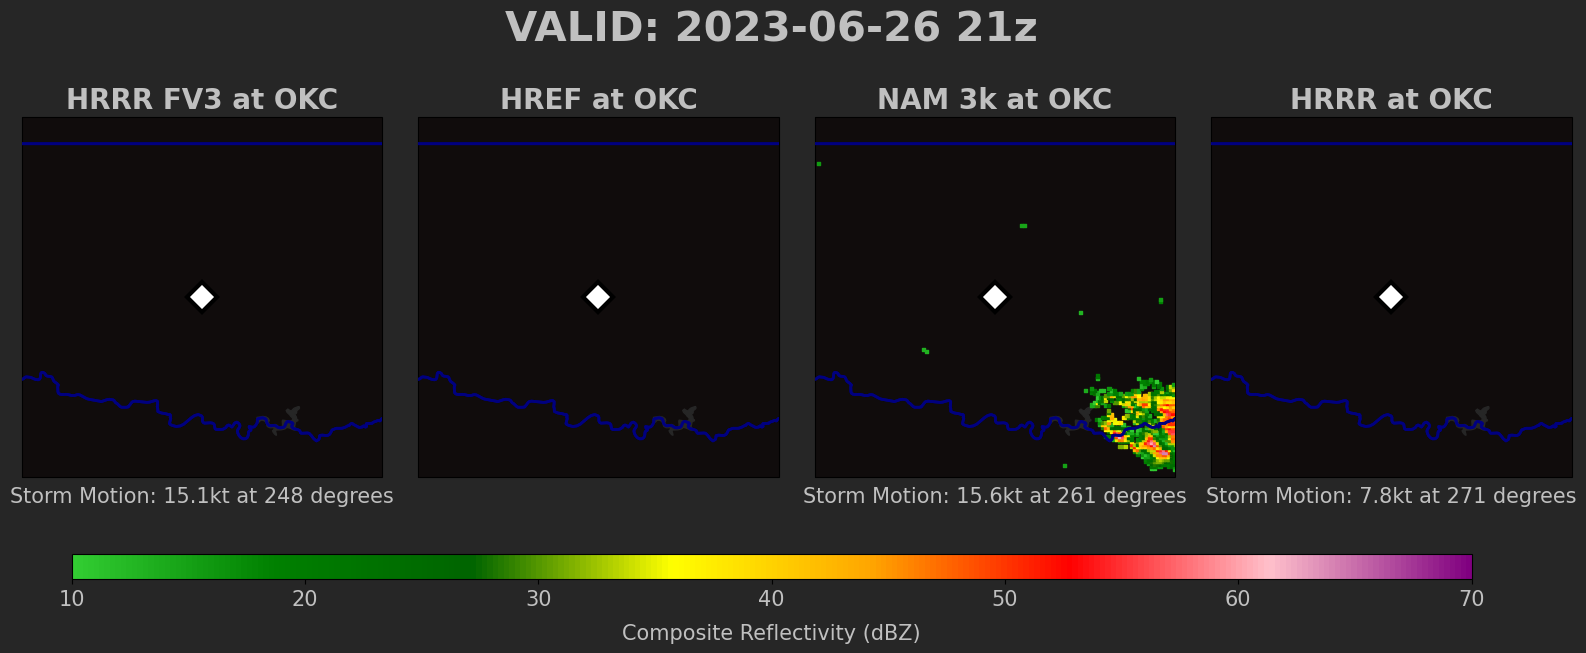 VALID: 2023-06-26 21z
HRRR FV3 at OKC
HREF at OKC
NAM 3k at OKC
HRRR at OKC
Storm Motion: 15.1kt at 248 degrees
Storm Motion: 15.6kt at 261 degrees
Storm Motion: 7.8kt at 271 degrees
10 20 30 40 50 60 70
Composite Reflectivity (dBZ)